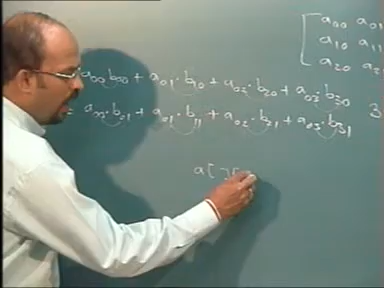 a₀₀ b₀₀ + a₀₁ · b₁₀ + a₀₂ · b₂₀ + a₀₃ · b₃₀
= a₀₀ · b₀₁ + a₀₁ · b₁₁ + a₀₂ · b₂₁ + a₀₃ · b₃₁
a₀₀ a₀₁
a₁₀ a₁₁
a₂₀ a₂
3
a[ ][